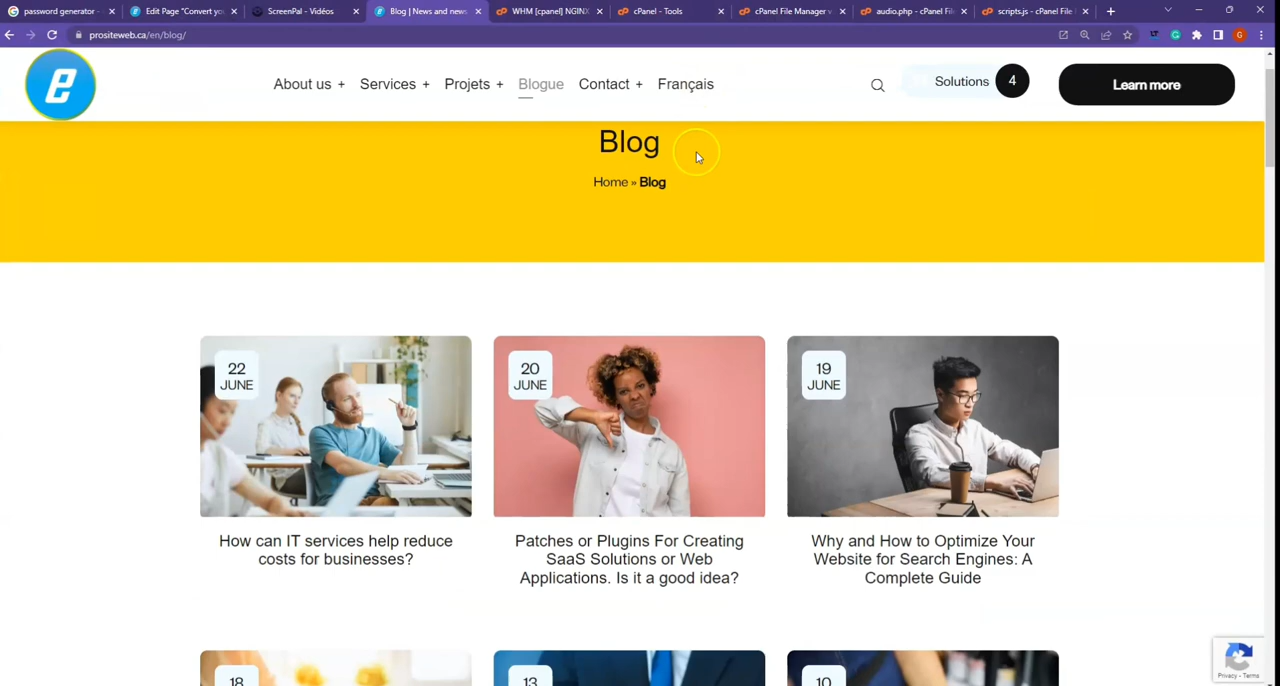 password generator -
Edit Page "Convert yo
ScreenPal - Vidéos
Blog | News and news
WHM [cpanel] NGINX
cPanel - Tools
cPanel File Manager v
audio.php - cPanel Fil
scripts.js - cPanel File
prositeweb.ca/en/blog/
About us +
Services +
Projets +
Blogue
Contact +
Français
Solutions
4
Learn more
Blog
Home » Blog
22
JUNE
20
JUNE
19
JUNE
How can IT services help reduce
costs for businesses?
Patches or Plugins For Creating
SaaS Solutions or Web
Applications. Is it a good idea?
Why and How to Optimize Your
Website for Search Engines: A
Complete Guide
18
13
10
Privacy - Terms